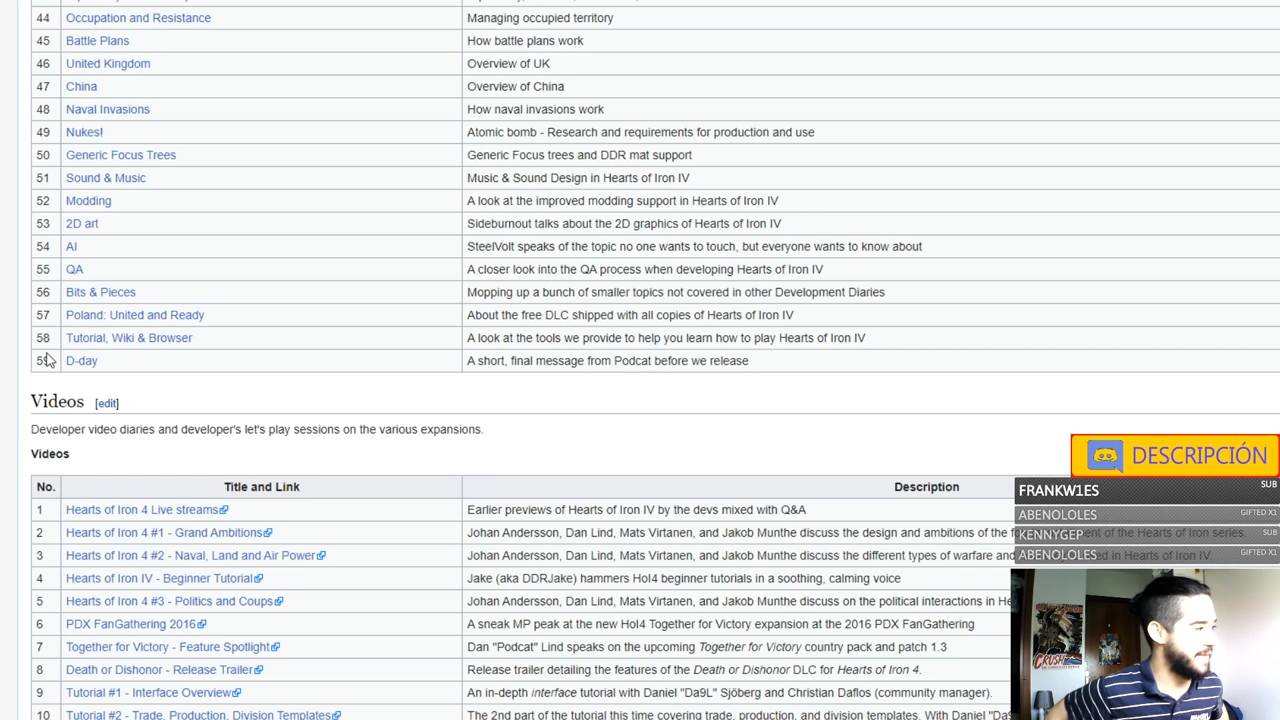 44 Occupation and Resistance Managing occupied territory
45 Battle Plans How battle plans work
46 United Kingdom Overview of UK
47 China Overview of China
48 Naval Invasions How naval invasions work
49 Nukes! Atomic bomb - Research and requirements for production and use
50 Generic Focus Trees Generic Focus trees and DDR mat support
51 Sound & Music Music & Sound Design in Hearts of Iron IV
52 Modding A look at the improved modding support in Hearts of Iron IV
53 2D art Sideburnout talks about the 2D graphics of Hearts of Iron IV
54 AI SteelVolt speaks of the topic no one wants to touch, but everyone wants to know about
55 QA A closer look into the QA process when developing Hearts of Iron IV
56 Bits & Pieces Mopping up a bunch of smaller topics not covered in other Development Diaries
57 Poland: United and Ready About the free DLC shipped with all copies of Hearts of Iron IV
58 Tutorial, Wiki & Browser A look at the tools we provide to help you learn how to play Hearts of Iron IV
59 D-day A short, final message from Podcat before we release
Videos [edit]
Developer video diaries and developer's let's play sessions on the various expansions.
Videos
No. Title and Link Description
1 Hearts of Iron 4 Live streams Earlier previews of Hearts of Iron IV by the devs mixed with Q&A
2 Hearts of Iron 4 #1 - Grand Ambitions Johan Andersson, Dan Lind, Mats Virtanen, and Jakob Munthe discuss the design and ambitions of the of the Hearts of Iron series.
3 Hearts of Iron 4 #2 - Naval, Land and Air Power Johan Andersson, Dan Lind, Mats Virtanen, and Jakob Munthe discuss the different types of warfare and in Hearts of Iron IV.
4 Hearts of Iron IV - Beginner Tutorial Jake (aka DDRJake) hammers HoI4 beginner tutorials in a soothing, calming voice
5 Hearts of Iron 4 #3 - Politics and Coups Johan Andersson, Dan Lind, Mats Virtanen, and Jakob Munthe discuss on the political interactions in
6 PDX FanGathering 2016 A sneak MP peak at the new HoI4 Together for Victory expansion at the 2016 PDX FanGathering
7 Together for Victory - Feature Spotlight Dan "Podcat" Lind speaks on the upcoming Together for Victory country pack and patch 1.3
8 Death or Dishonor - Release Trailer Release trailer detailing the features of the Death or Dishonor DLC for Hearts of Iron 4.
9 Tutorial #1 - Interface Overview An in-depth interface tutorial with Daniel "Da9L" Sjöberg and Christian Daflos (community manager).
10 Tutorial #2 - Trade, Production, Division Templates The 2nd part of the tutorial this time covering trade, production, and division templates. With Daniel
DESCRIPCIÓN
FRANKW1ES SUB
ABENOLOLES GIFTED X1
KENNYGEP SUB
ABENOLOLES GIFTED X1
CRUSH